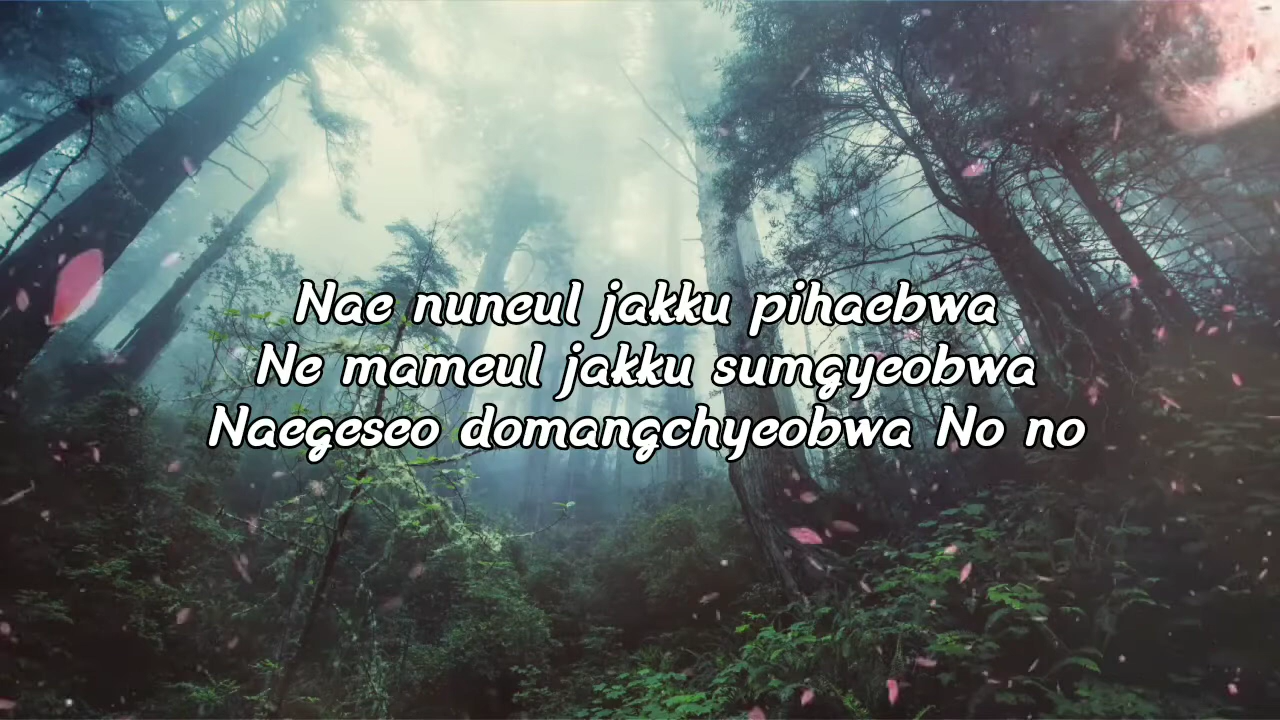 Nae nuneul jakku pihaebwa
Ne mameul jakku sumgyeobwa
Naegeseo domangchyeobwa No no